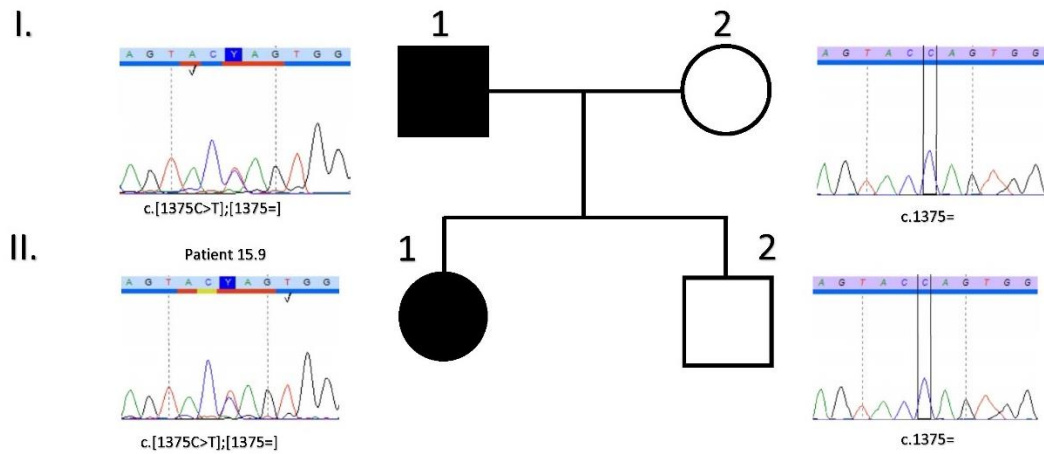 I.
1
2
A G T A C Y A G T G G
A G T A C C A G T G G
c.[1375C>T];[1375=]
c.1375=
II.
Patient 15.9
1
2
A G T A C Y A G T G G
A G T A C C A G T G G
c.[1375C>T];[1375=]
c.1375=